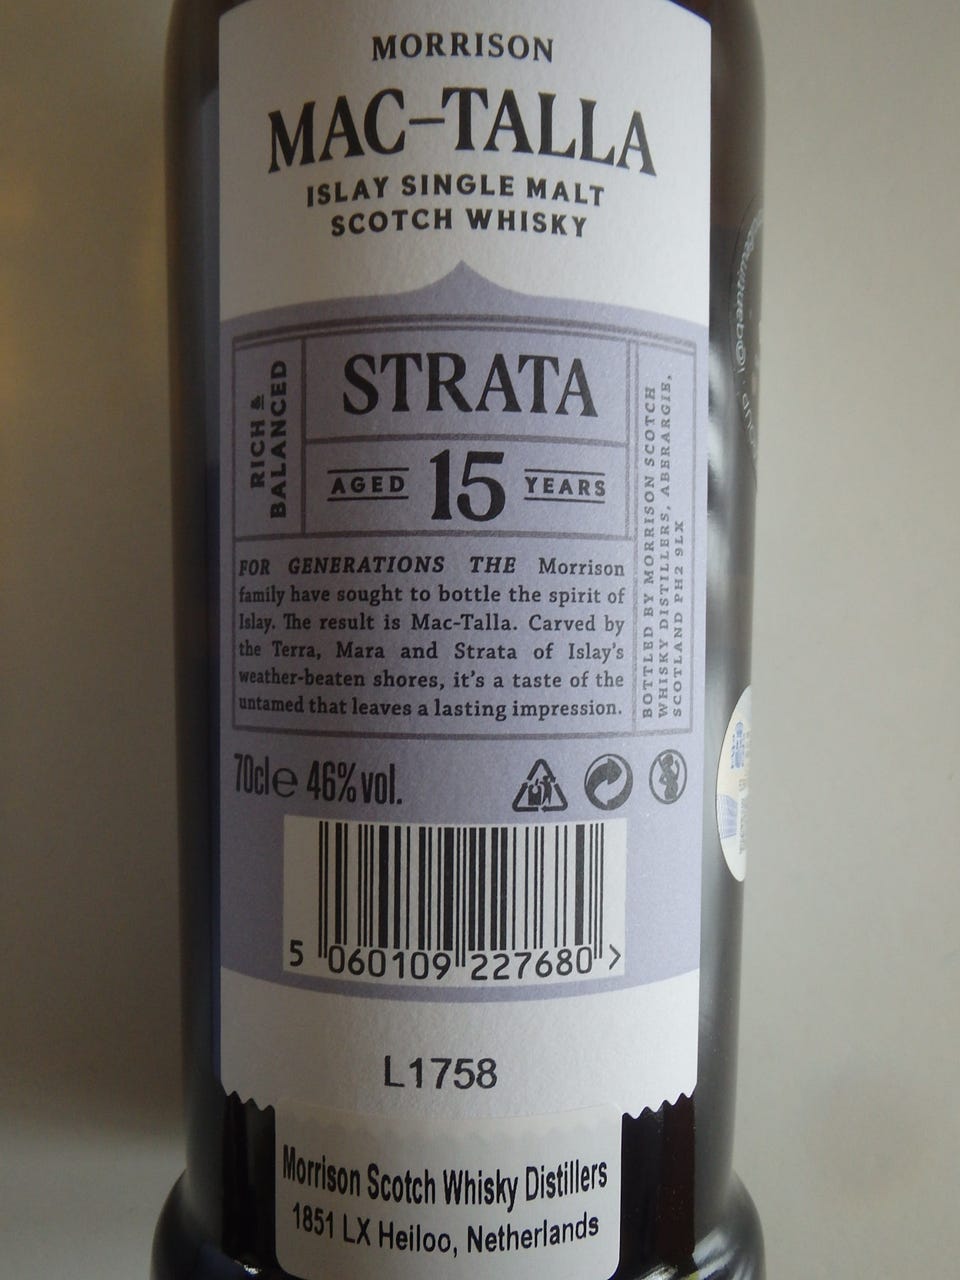 MORRISON
MAC–TALLA
ISLAY SINGLE MALT
SCOTCH WHISKY
RICH &
BALANCED
STRATA
AGED 15 YEARS
FOR GENERATIONS THE Morrison
family have sought to bottle the spirit of
Islay. The result is Mac-Talla. Carved by
the Terra, Mara and Strata of Islay's
weather-beaten shores, it's a taste of the
untamed that leaves a lasting impression.
BOTTLED BY MORRISON SCOTCH
WHISKY DISTILLERS, ABERARGIE,
SCOTLAND PH2 9LX
70cl e 46% vol.
5 060109 227680 >
L1758
Morrison Scotch Whisky Distillers
1851 LX Heiloo, Netherlands